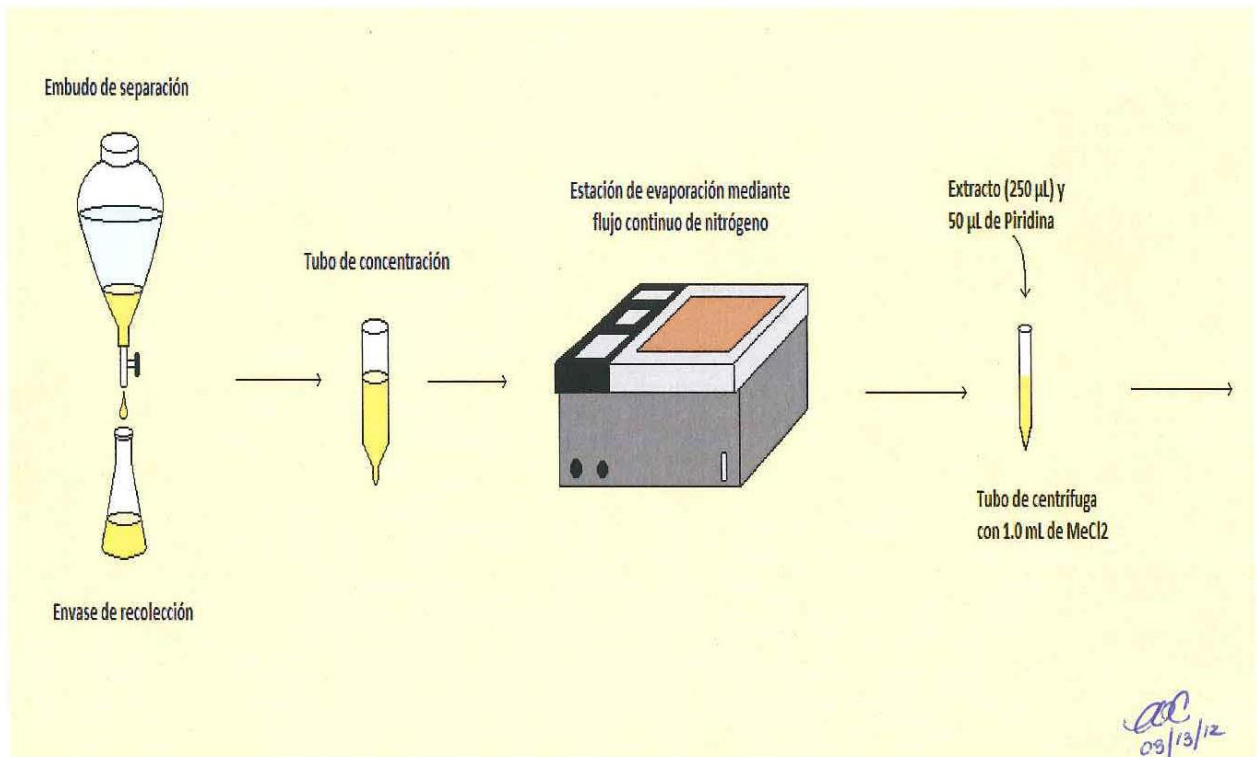 Embudo de separación
Envase de recolección
Tubo de concentración
Estación de evaporación mediante
flujo continuo de nitrógeno
Extracto (250 µL) y
50 µL de Piridina
Tubo de centrífuga
con 1.0 mL de MeCl2
09/13/12